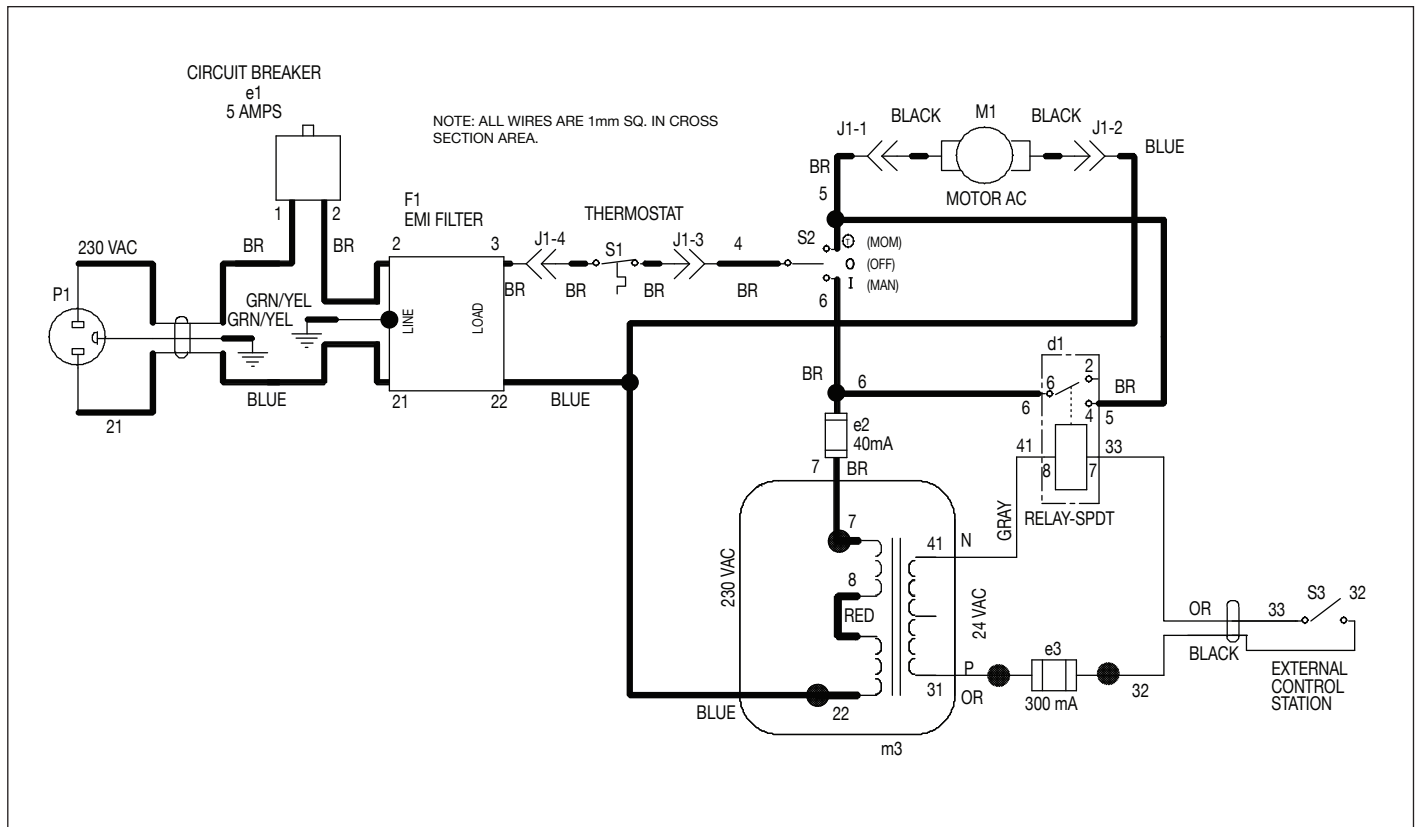 CIRCUIT BREAKER
e1
5 AMPS
NOTE: ALL WIRES ARE 1mm SQ. IN CROSS
SECTION AREA.
BLACK
M1
BLACK
J1-1
J1-2
BLUE
BR
5
MOTOR AC
1
2
F1
EMI FILTER
THERMOSTAT
230 VAC
BR
BR
2
3
J1-4
S1
J1-3
4
S2
T
(MOM)
O
(OFF)
I
(MAN)
BR
BR
BR
BR
6
P1
GRN/YEL
GRN/YEL
LINE
LOAD
d1
21
BLUE
21
22
BLUE
BR
6
6
6
2
4
BR
5
e2
40mA
7
BR
41
8
7
33
RELAY-SPDT
GRAY
7
41
N
230 VAC
8
RED
24 VAC
OR
33
S3
32
BLACK
EXTERNAL
CONTROL
STATION
P
31
OR
e3
300 mA
32
BLUE
22
m3